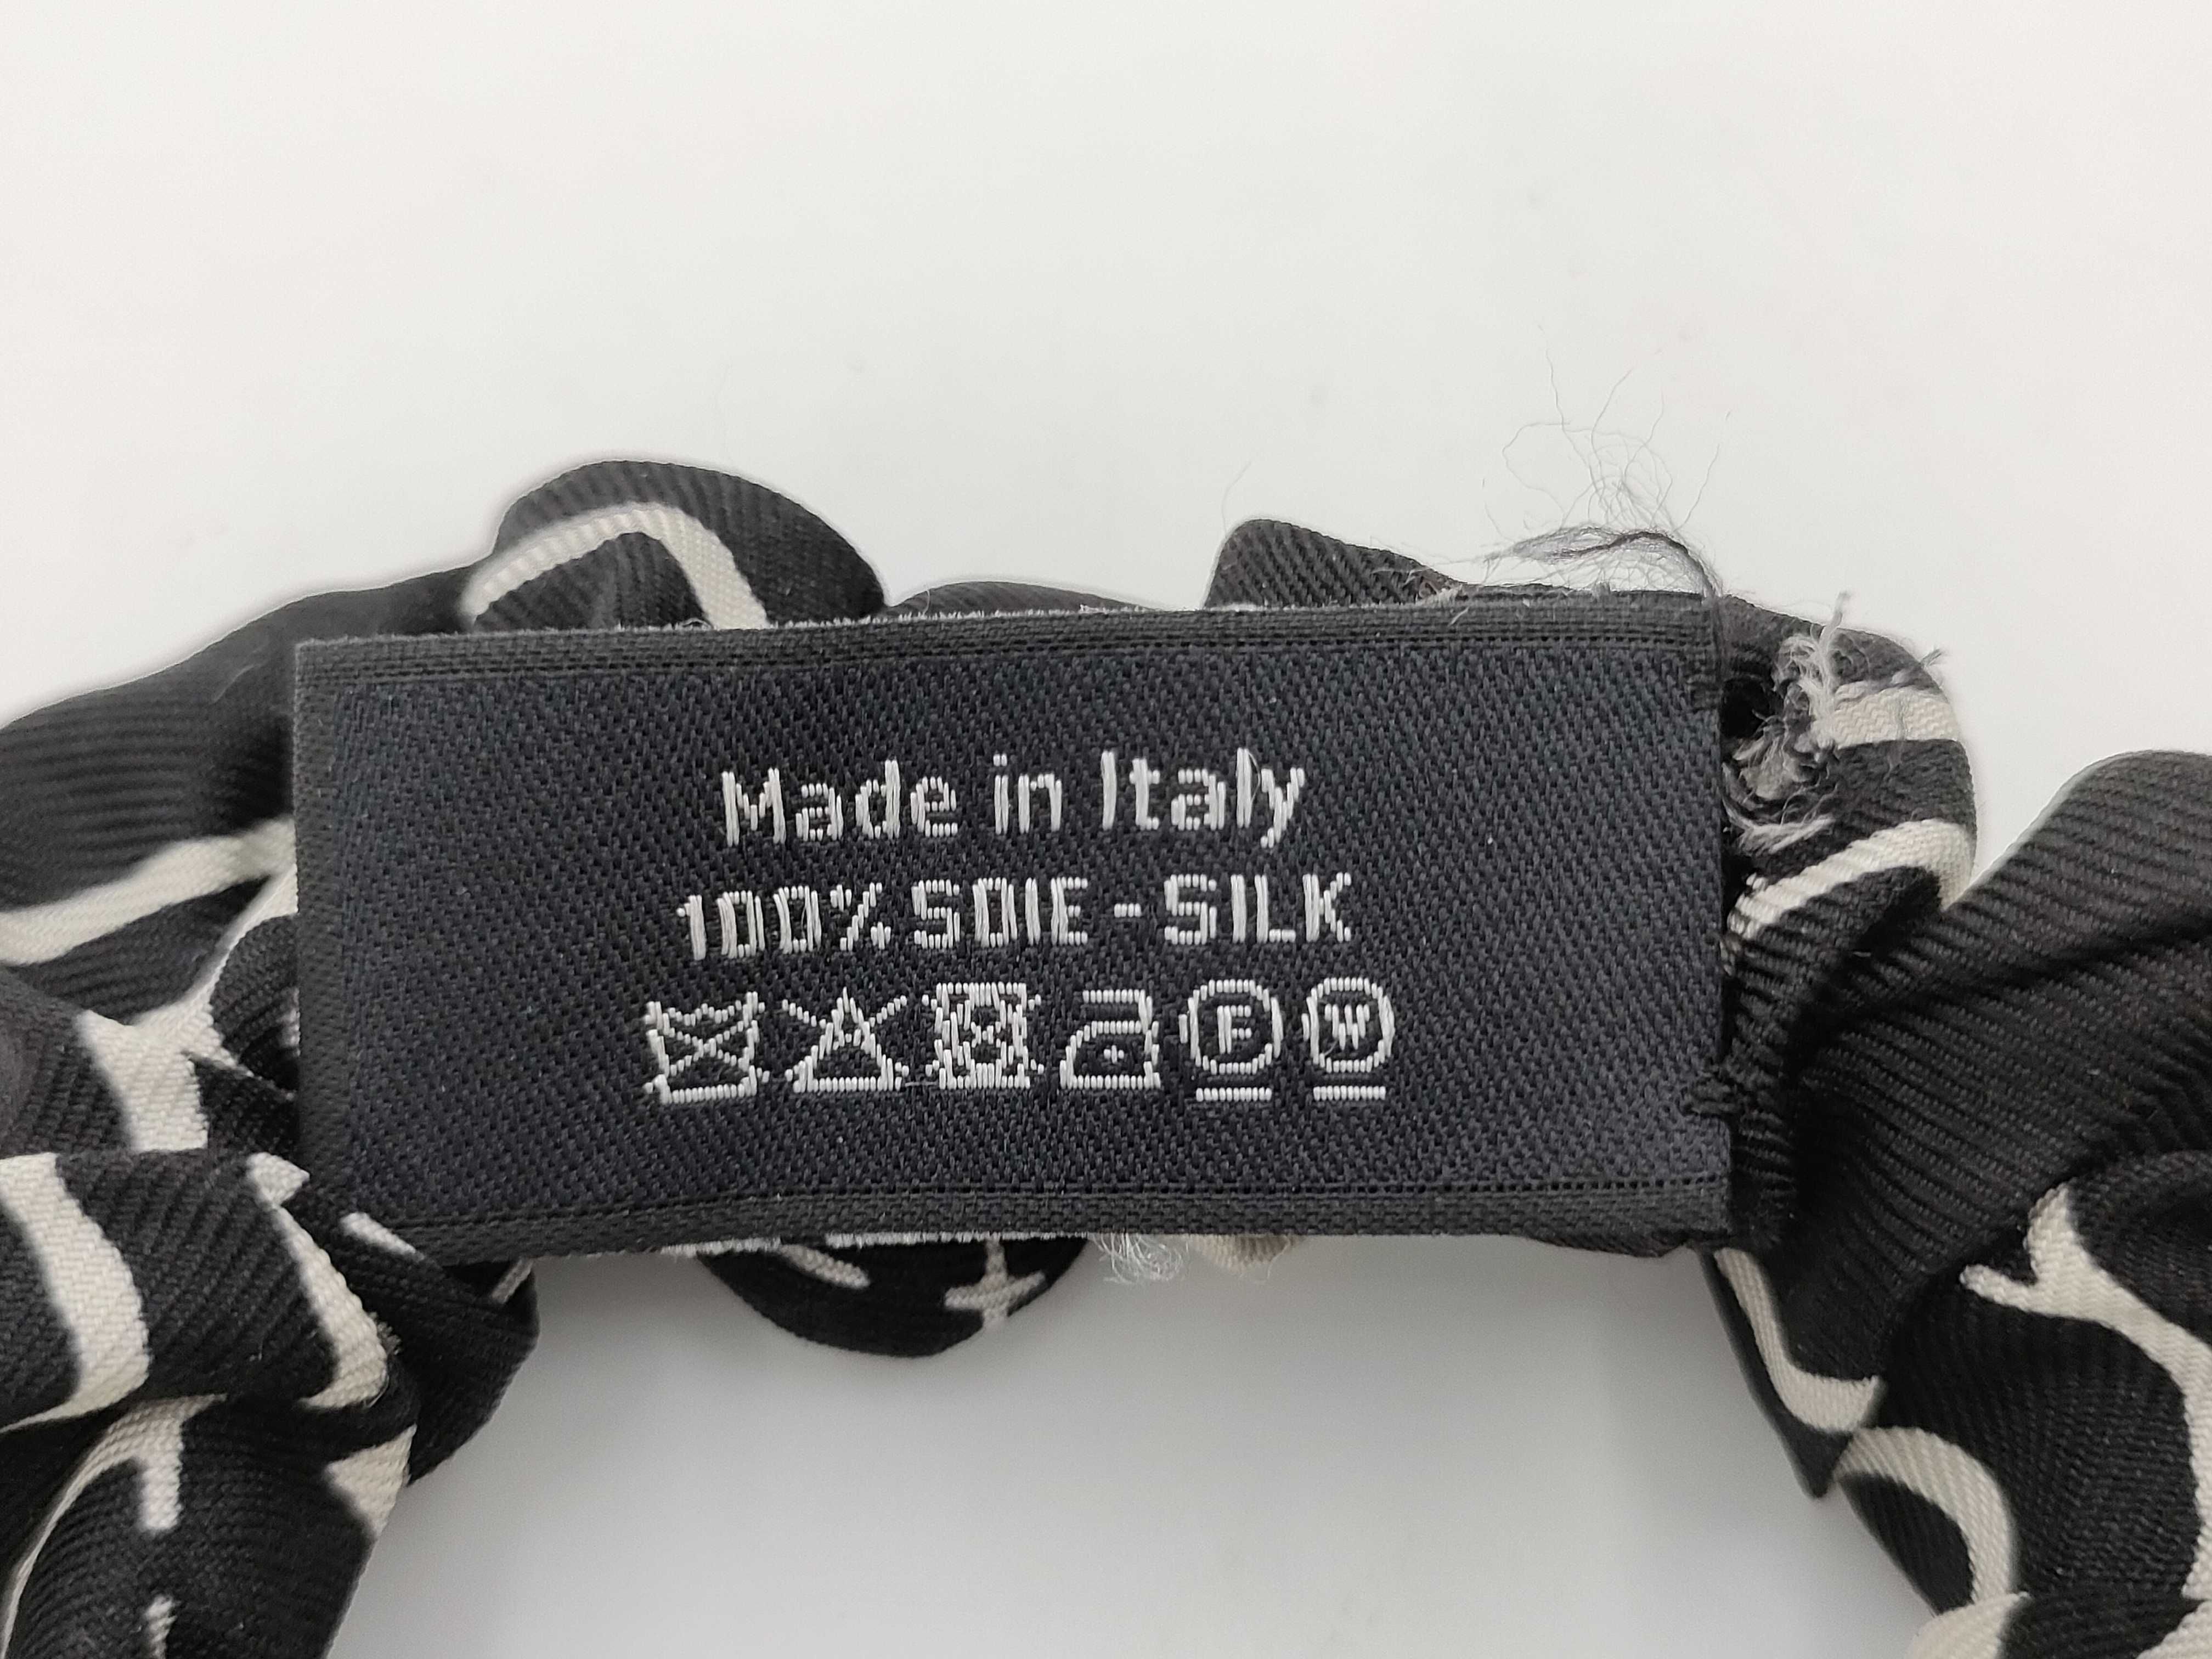 Made in Italy
100% SOIE - SILK
F W